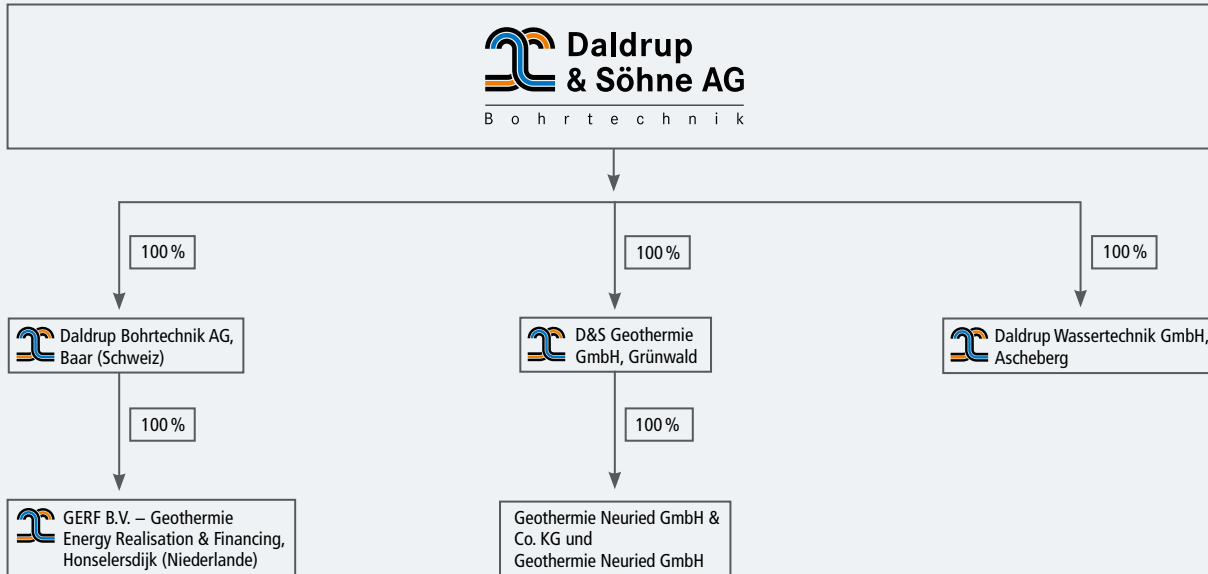 Daldrup
& Söhne AG
Bohrtechnik
100 %
100 %
100 %
Daldrup Bohrtechnik AG,
Baar (Schweiz)
D&S Geothermie
GmbH, Grünwald
Daldrup Wassertechnik GmbH,
Ascheberg
100 %
100 %
GERF B.V. – Geothermie
Energy Realisation & Financing,
Honselersdijk (Niederlande)
Geothermie Neuried GmbH &
Co. KG und
Geothermie Neuried GmbH